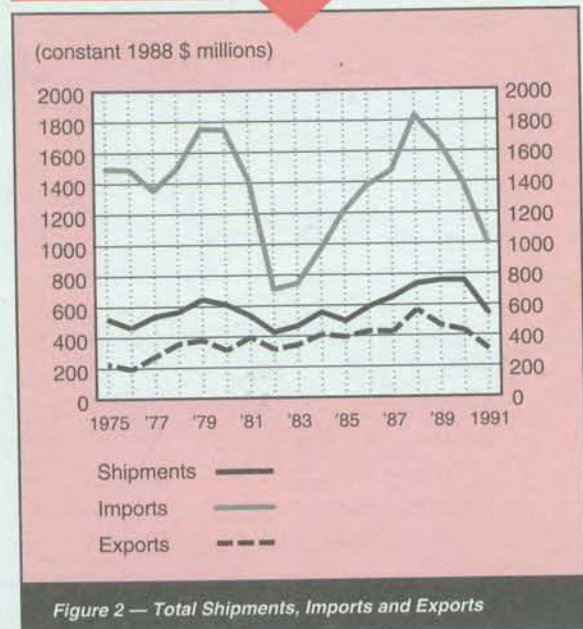 (constant 1988 $ millions)
2000 2000
1800 1800
1600 1600
1400 1400
1200 1200
1000 1000
800 800
600 600
400 400
200 200
0 0
1975 '77 '79 '81 '83 '85 '87 '89 1991
Shipments
Imports
Exports
Figure 2 — Total Shipments, Imports and Exports